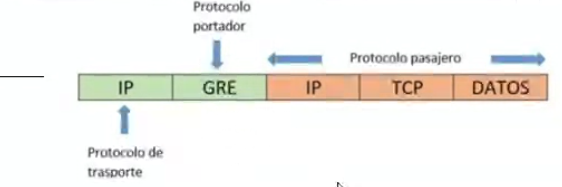 Protocolo
portador
Protocolo pasajero
IP GRE IP TCP DATOS
Protocolo de
trasporte